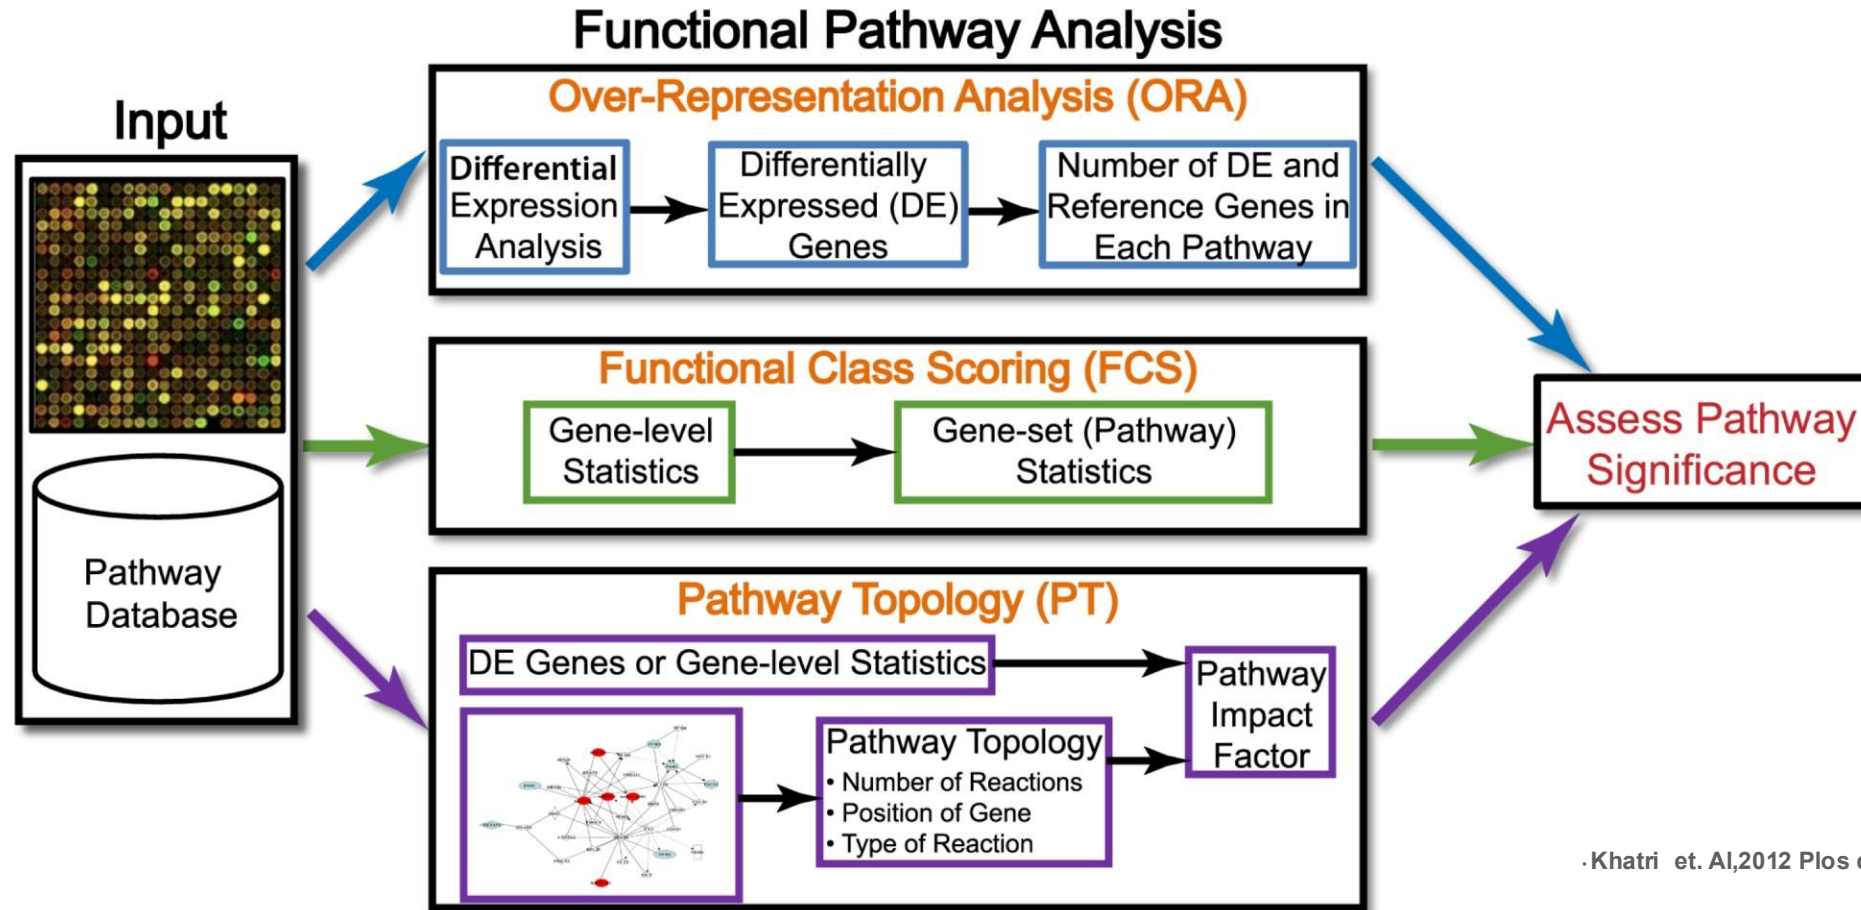 Functional Pathway Analysis
Input
Pathway
Database
Over-Representation Analysis (ORA)
Differential
Expression
Analysis
Differentially
Expressed (DE)
Genes
Number of DE and
Reference Genes in
Each Pathway
Functional Class Scoring (FCS)
Gene-level
Statistics
Gene-set (Pathway)
Statistics
Pathway Topology (PT)
DE Genes or Gene-level Statistics
Pathway Topology
• Number of Reactions
• Position of Gene
• Type of Reaction
Pathway
Impact
Factor
Assess Pathway
Significance
·Khatri et. Al,2012 Plos